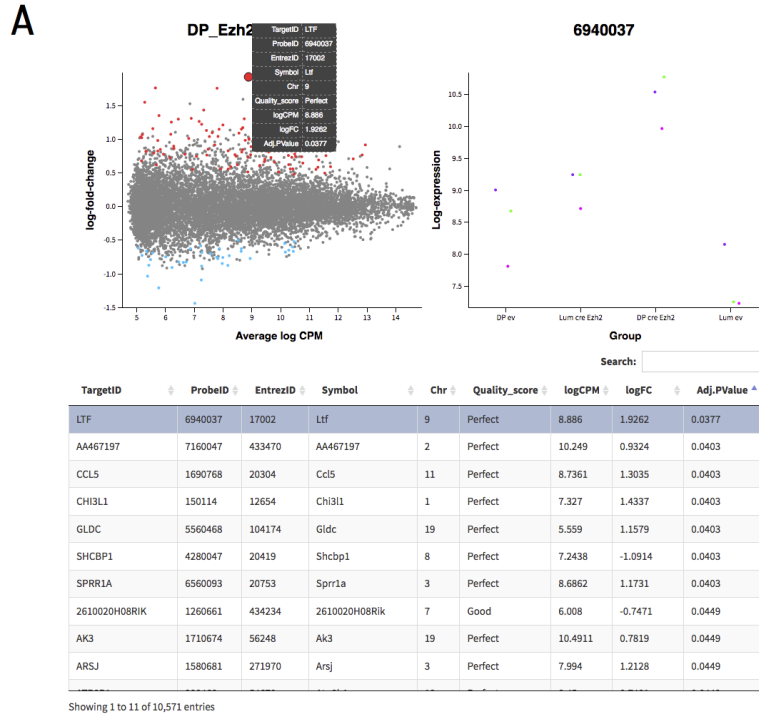 A
DP_Ezh2
6940037
TargetID LTF
ProbeID 6940037
EntrezID 17002
Symbol Ltf
Chr 9
Quality_score Perfect
logCPM 8.886
logFC 1.9262
Adj.PValue 0.0377
log-fold-change
1.5
1.0
0.5
0.0
-0.5
-1.0
-1.5
5 6 7 8 9 10 11 12 13 14
Average log CPM
Log-expression
10.5
10.0
9.5
9.0
8.5
8.0
7.5
DP ev Lum cre Ezh2 DP cre Ezh2 Lum ev
Group
Search:
TargetID ProbeID EntrezID Symbol Chr Quality_score logCPM logFC Adj.PValue
LTF 6940037 17002 Ltf 9 Perfect 8.886 1.9262 0.0377
AA467197 7160047 433470 AA467197 2 Perfect 10.249 0.9324 0.0403
CCL5 1690768 20304 Ccl5 11 Perfect 8.7361 1.3035 0.0403
CHI3L1 150114 12654 Chi3l1 1 Perfect 7.327 1.4337 0.0403
GLDC 5560468 104174 Gldc 19 Perfect 5.559 1.1579 0.0403
SHCBP1 4280047 20419 Shcbp1 8 Perfect 7.2438 -1.0914 0.0403
SPRR1A 6560093 20753 Sprr1a 3 Perfect 8.6862 1.1731 0.0403
2610020H08RIK 1260661 434234 2610020H08Rik 7 Good 6.008 -0.7471 0.0449
AK3 1710674 56248 Ak3 19 Perfect 10.4911 0.7819 0.0449
ARSJ 1580681 271970 Arsj 3 Perfect 7.994 1.2128 0.0449
Showing 1 to 11 of 10,571 entries